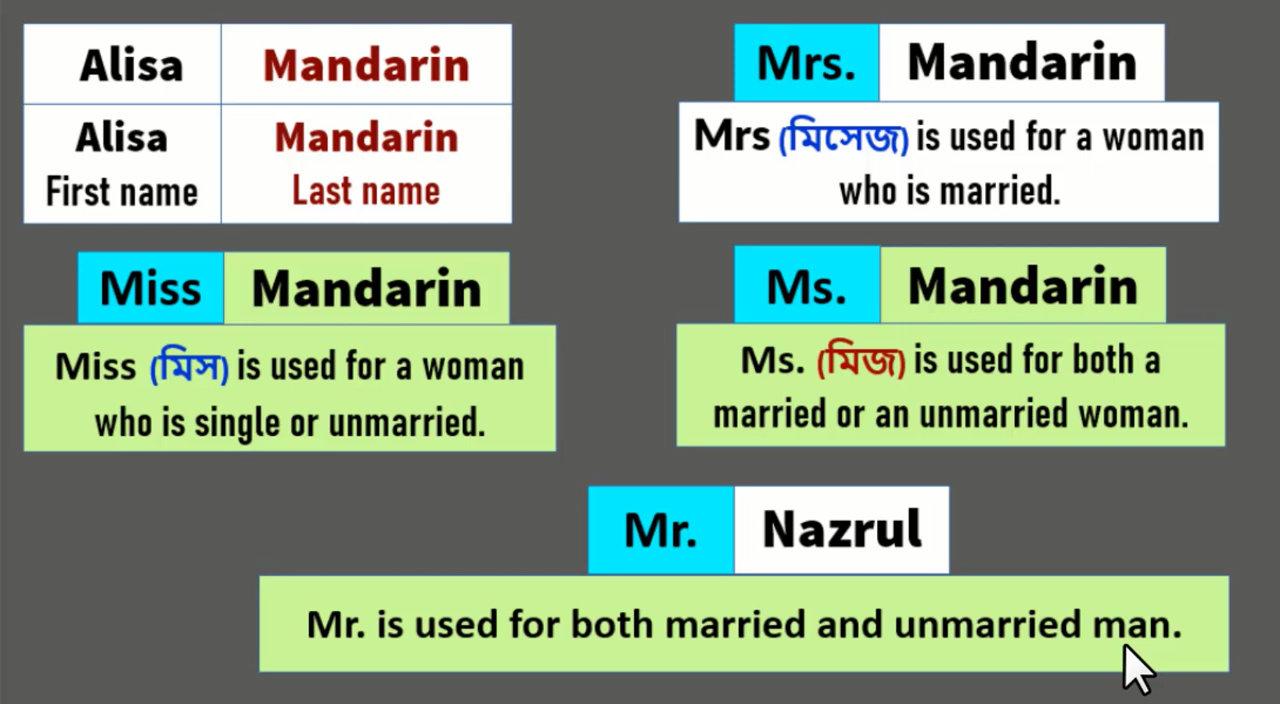 Alisa Mandarin
Alisa Mandarin
First name Last name
Mrs. Mandarin
Mrs (মিসেজ) is used for a woman
who is married.
Miss Mandarin
Miss (মিস) is used for a woman
who is single or unmarried.
Ms. Mandarin
Ms. (মিজ) is used for both a
married or an unmarried woman.
Mr. Nazrul
Mr. is used for both married and unmarried man.